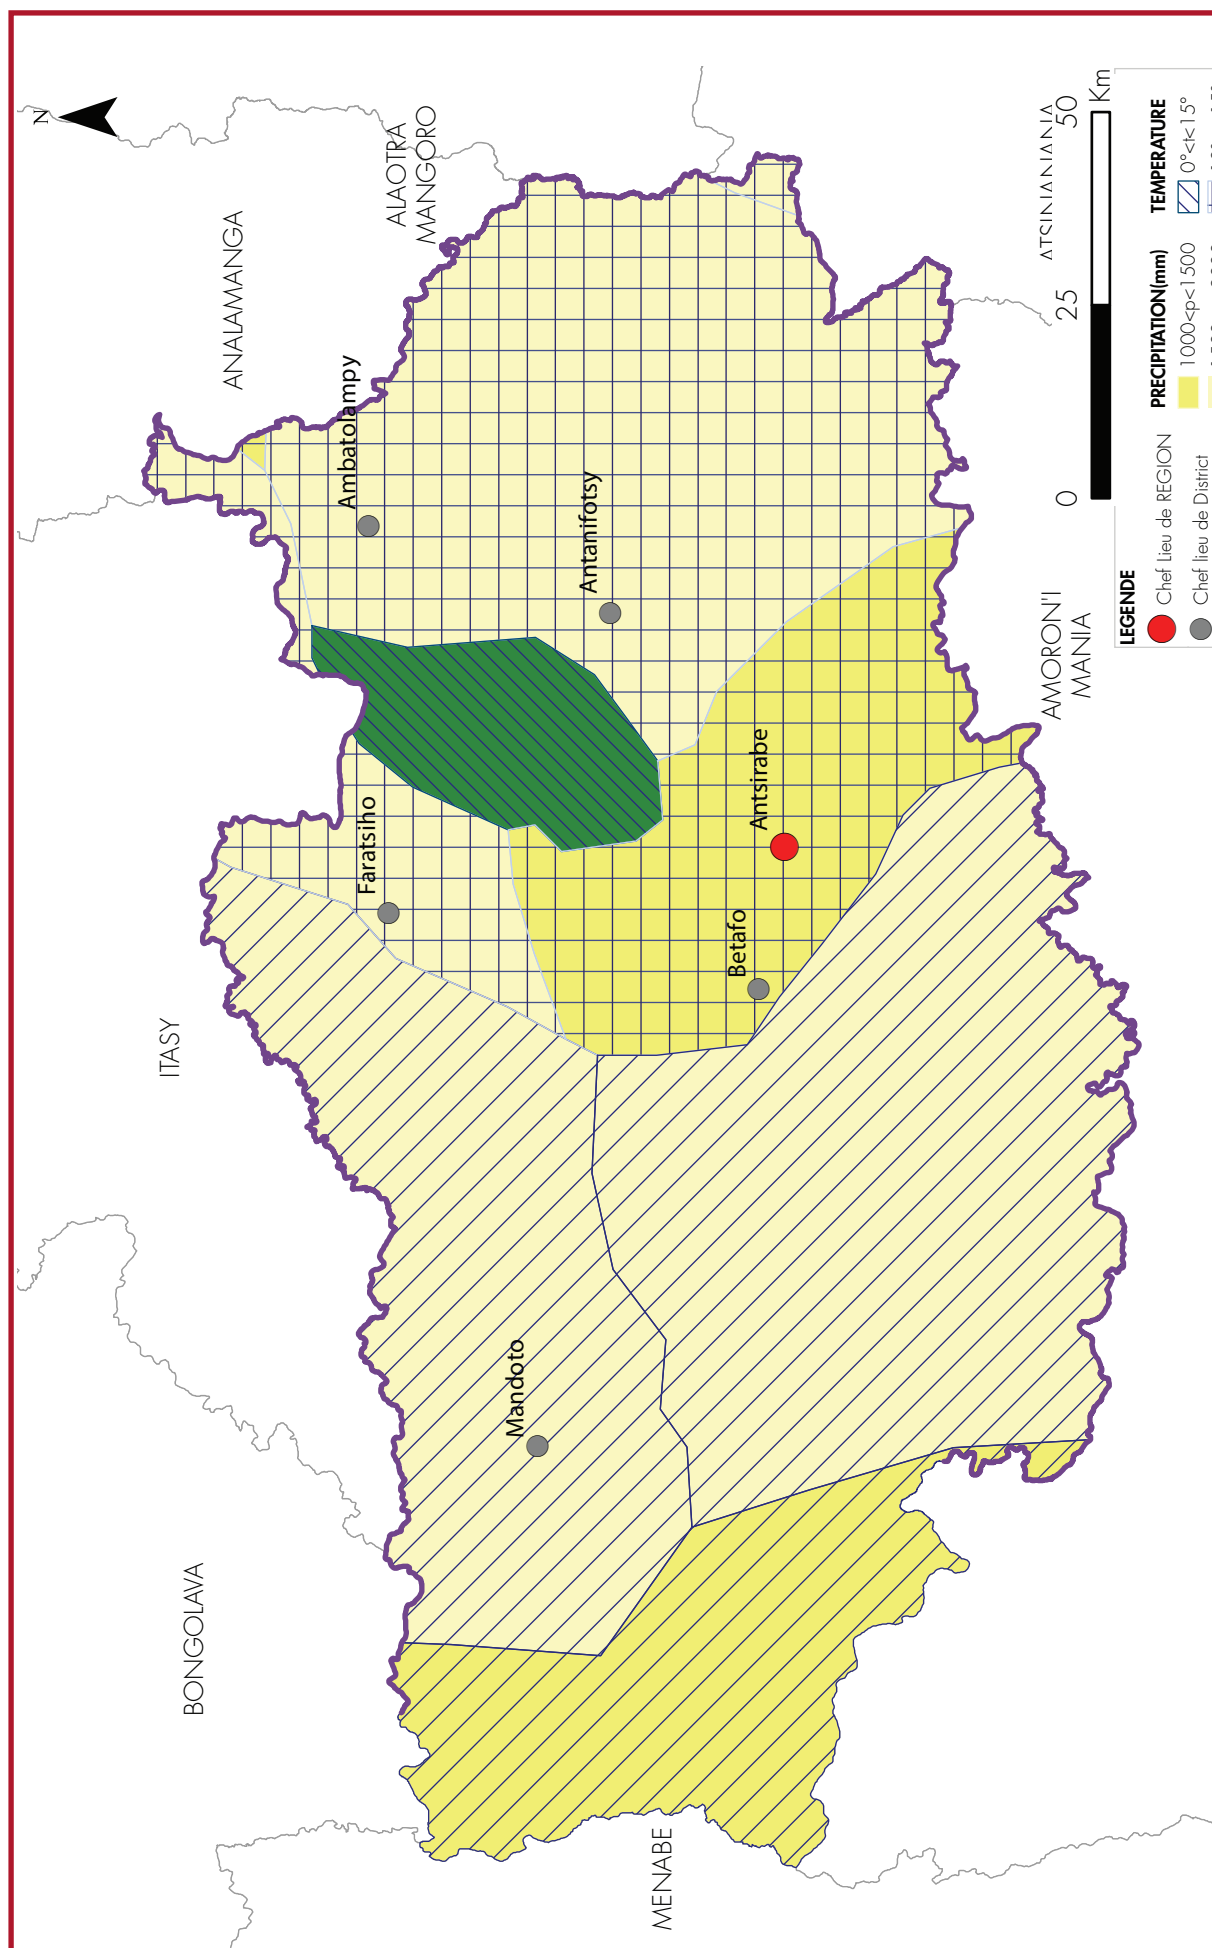 N
ANALAMANGA
ALAOTRA
MANGORO
ITASY
BONGOLAVA
MENABE
AMORON'I
MANIA
Ambatolampy
Antanifotsy
Faratsiho
Antsirabe
Betafo
Mandoto
0
25
50
Km
LEGENDE
Chef Lieu de REGION
Chef lieu de District
PRECIPITATION(mm)
1000<p<1500
TEMPERATURE
0°<t<15°